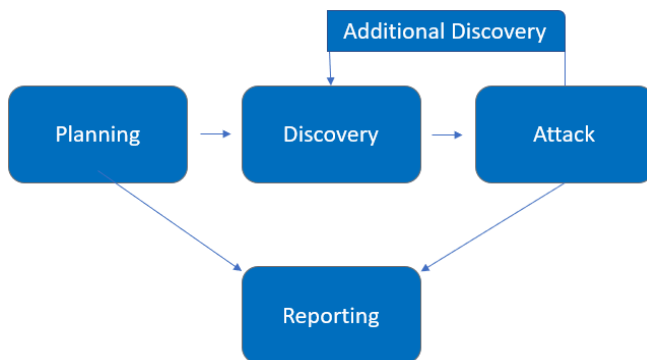 Additional Discovery
Planning
Discovery
Attack
Reporting